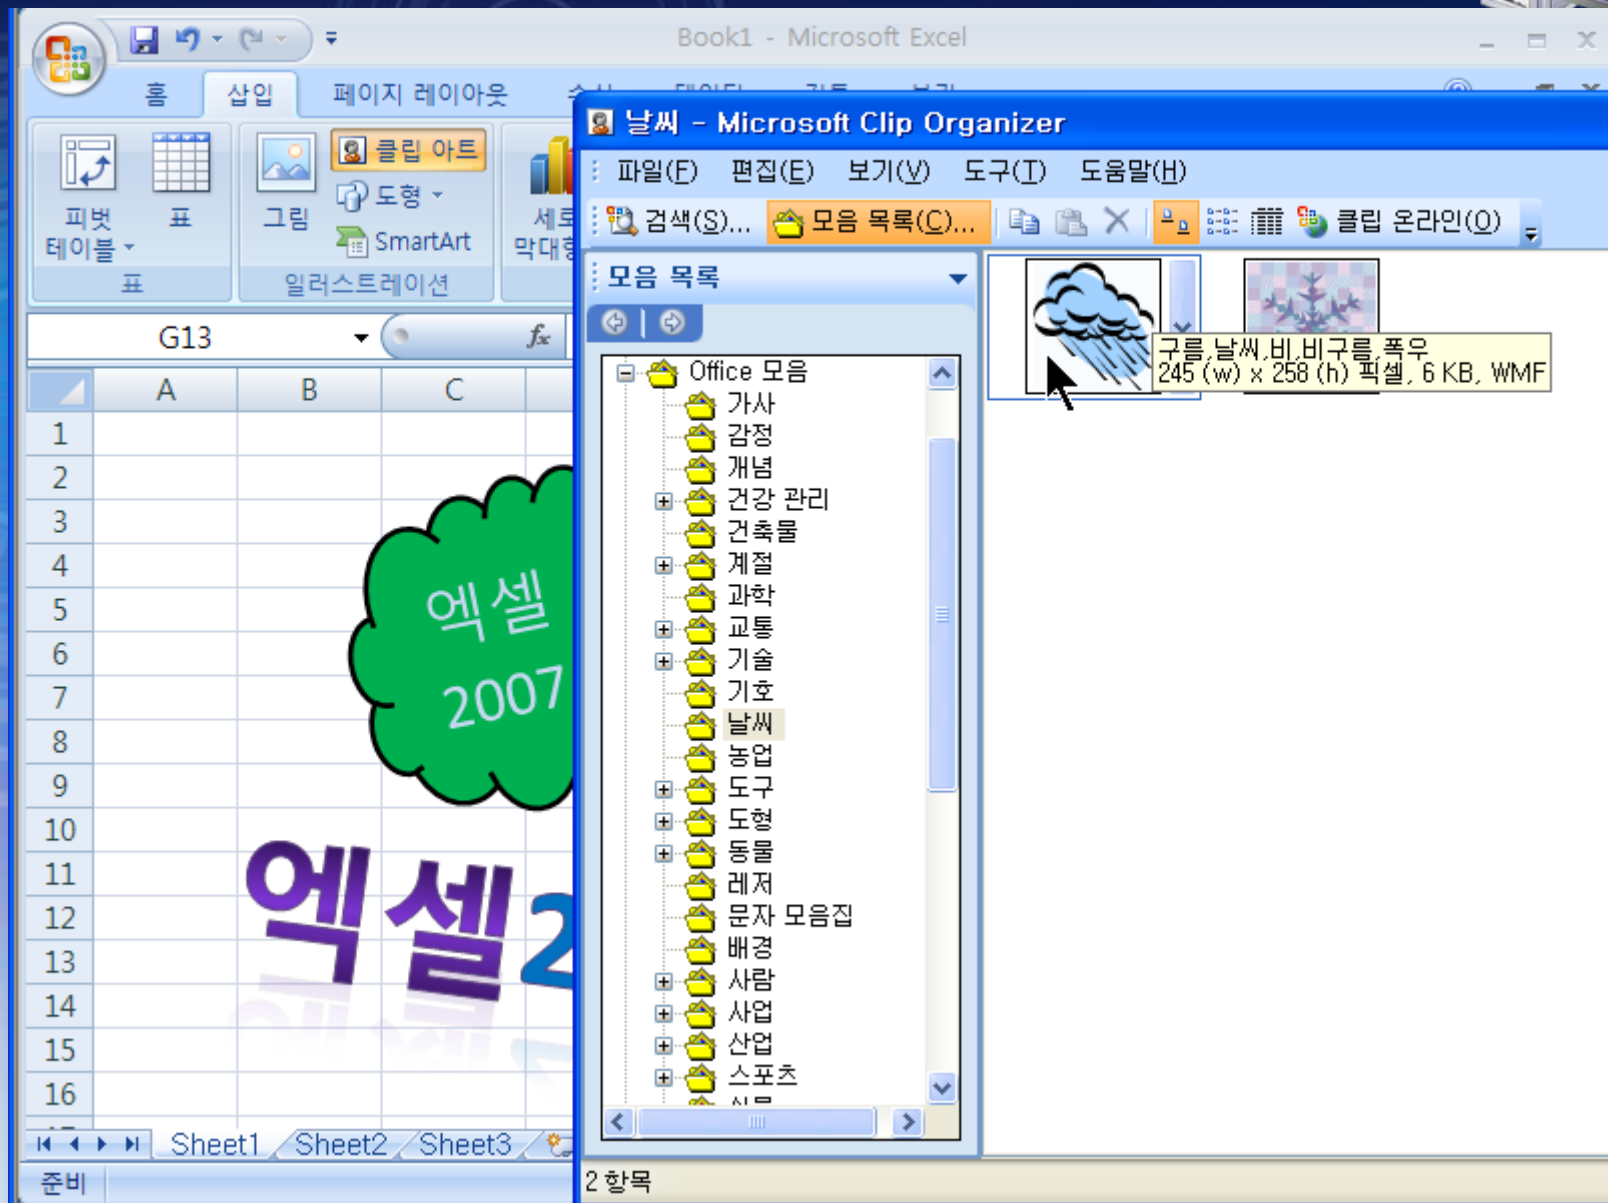 Book1 - Microsoft Excel
홈 삽입 페이지 레이아웃
피벗 테이블
표
그림
클립 아트
도형
SmartArt
표
일러스트레이션
G13
fx
A B C
1
2
3
4
5
6
7
8
9
10
11
12
13
14
15
16
엑셀
2007
엑셀2
Sheet1 Sheet2 Sheet3
준비
날씨 - Microsoft Clip Organizer
파일(F) 편집(E) 보기(V) 도구(T) 도움말(H)
검색(S)... 모음 목록(C)... 클립 온라인(O)
모음 목록
Office 모음
가사
감정
개념
건강 관리
건축물
계절
과학
교통
기술
기호
날씨
농업
도구
도형
동물
레저
문자 모음집
배경
사람
사업
산업
스포츠
구름,날씨,비,비구름,폭우
245 (w) x 258 (h) 픽셀, 6 KB, WMF
2 항목